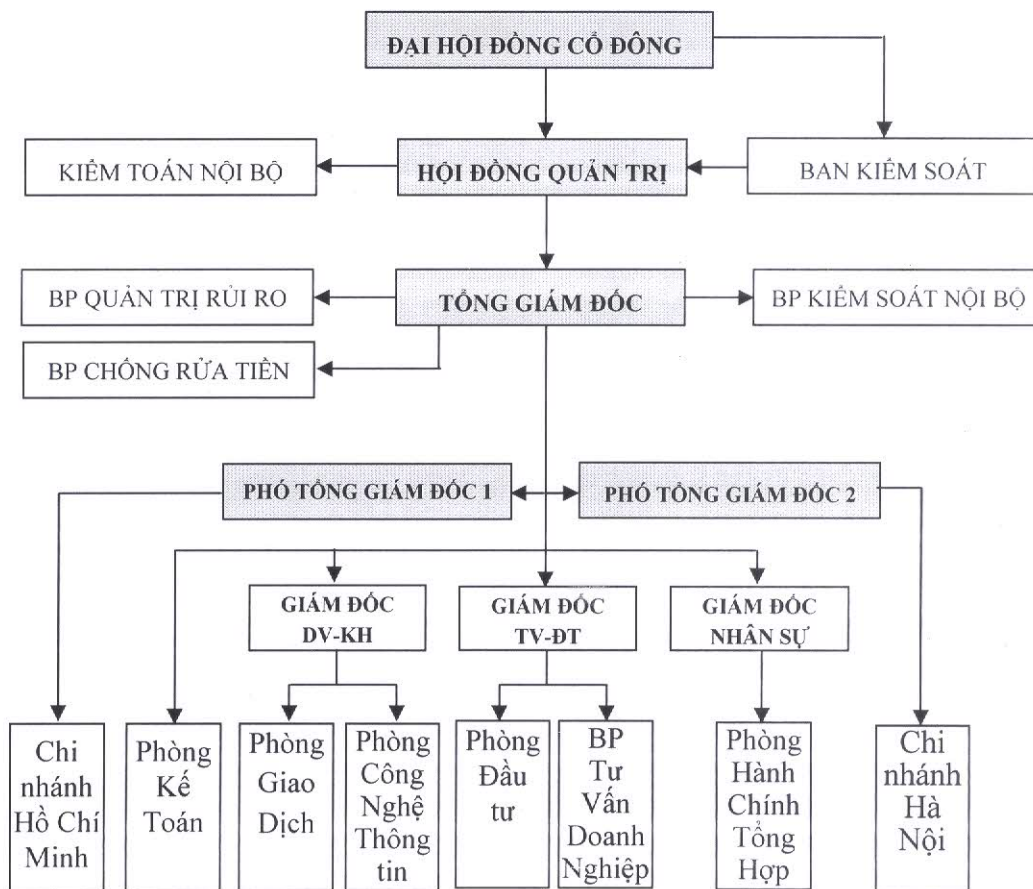 ĐẠI HỘI ĐỒNG CỔ ĐÔNG
KIỂM TOÁN NỘI BỘ
HỘI ĐỒNG QUẢN TRỊ
BAN KIỂM SOÁT
BP QUẢN TRỊ RỦI RO
TỔNG GIÁM ĐỐC
BP KIỂM SOÁT NỘI BỘ
BP CHỐNG RỬA TIỀN
PHÓ TỔNG GIÁM ĐỐC 1
PHÓ TỔNG GIÁM ĐỐC 2
GIÁM ĐỐC
DV-KH
GIÁM ĐỐC
TV-ĐT
GIÁM ĐỐC
NHÂN SỰ
Chi
nhánh
Hồ Chí
Minh
Phòng
Kế
Toán
Phòng
Giao
Dịch
Phòng
Công
Nghệ
Thông
tin
Phòng
Đầu
tư
BP
Tư
Vấn
Doanh
Nghiệp
Phòng
Hành
Chính
Tổng
Hợp
Chi
nhánh
Hà
Nội